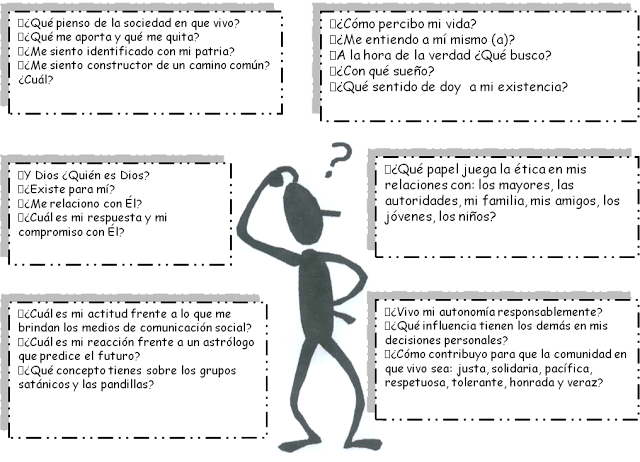 ¿Qué pienso de la sociedad en que vivo?
¿Qué me aporta y qué me quita?
¿Me siento identificado con mi patria?
¿Me siento constructor de un camino común?
¿Cuál?
¿Cómo percibo mi vida?
¿Me entiendo a mí mismo (a)?
A la hora de la verdad ¿Qué busco?
¿Con qué sueño?
¿Qué sentido de doy a mi existencia?
Y Dios ¿Quién es Dios?
¿Existe para mí?
¿Me relaciono con Él?
¿Cuál es mi respuesta y mi
compromiso con Él?
?
¿Qué papel juega la ética en mis
relaciones con: los mayores, las
autoridades, mi familia, mis amigos, los
jóvenes, los niños?
¿Cuál es mi actitud frente a lo que me
brindan los medios de comunicación social?
¿Cuál es mi reacción frente a un astrólogo
que predice el futuro?
¿Qué concepto tienes sobre los grupos
satánicos y las pandillas?
¿Vivo mi autonomía responsablemente?
¿Qué influencia tienen los demás en mis
decisiones personales?
¿Cómo contribuyo para que la comunidad en
que vivo sea: justa, solidaria, pacífica,
respetuosa, tolerante, honrada y veraz?